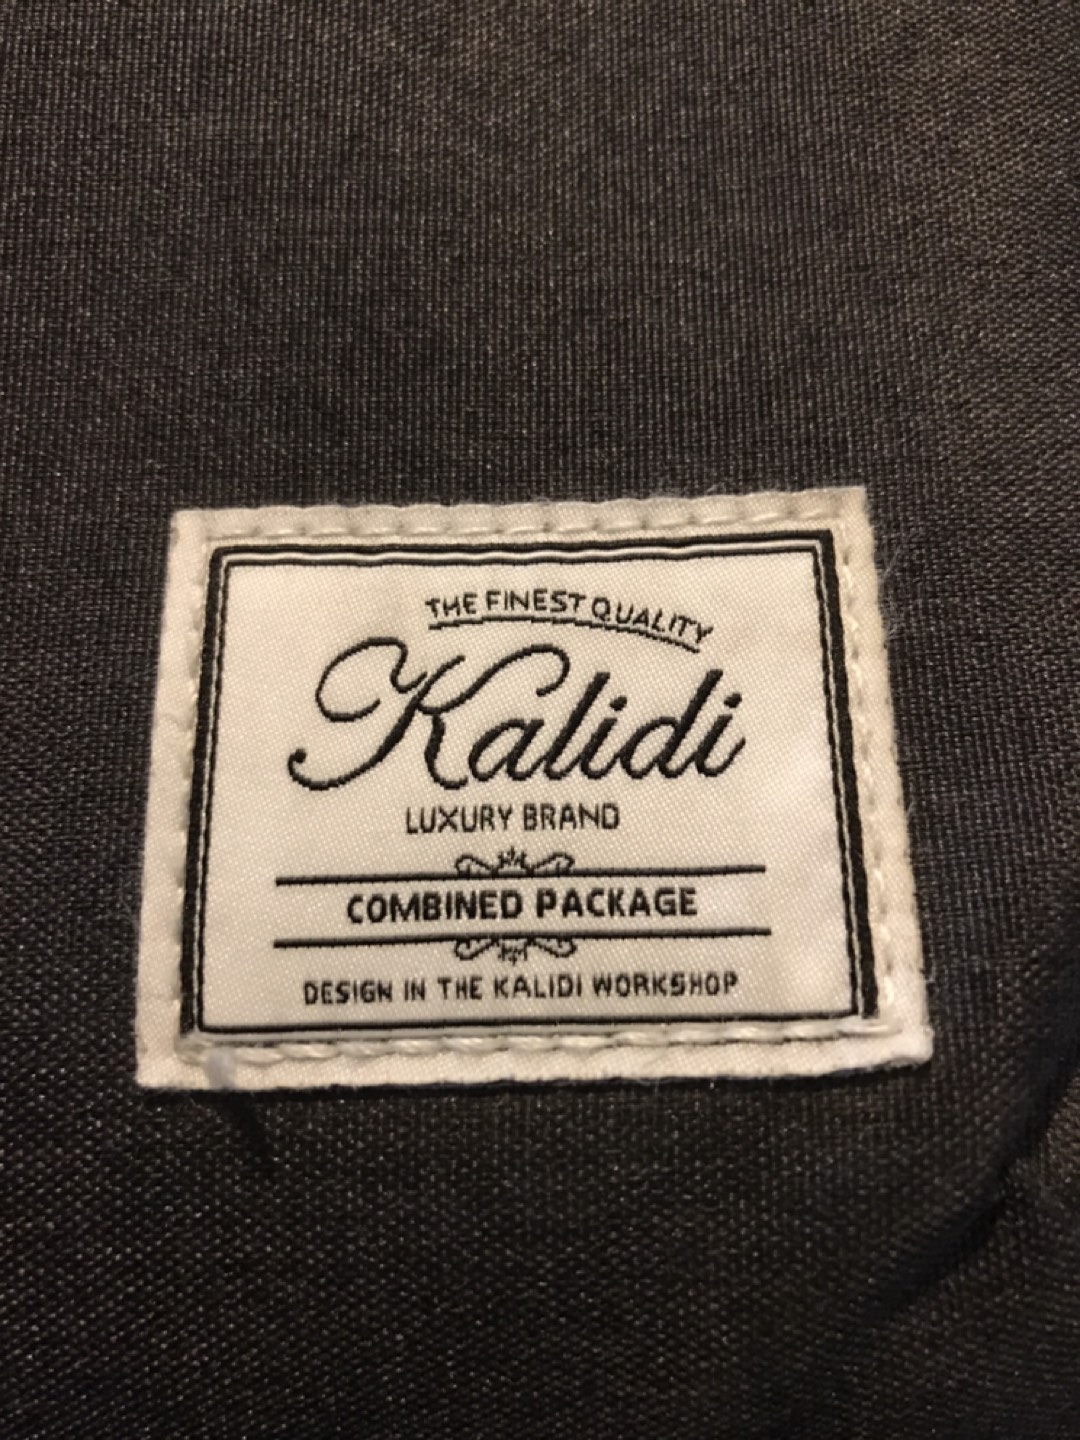 THE FINEST QUALITY
Kalidi
LUXURY BRAND
COMBINED PACKAGE
DESIGN IN THE KALIDI WORKSHOP